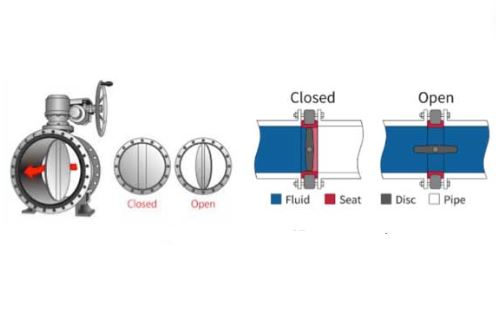 Closed
Open
Closed
Open
Fluid
Seat
Disc
Pipe